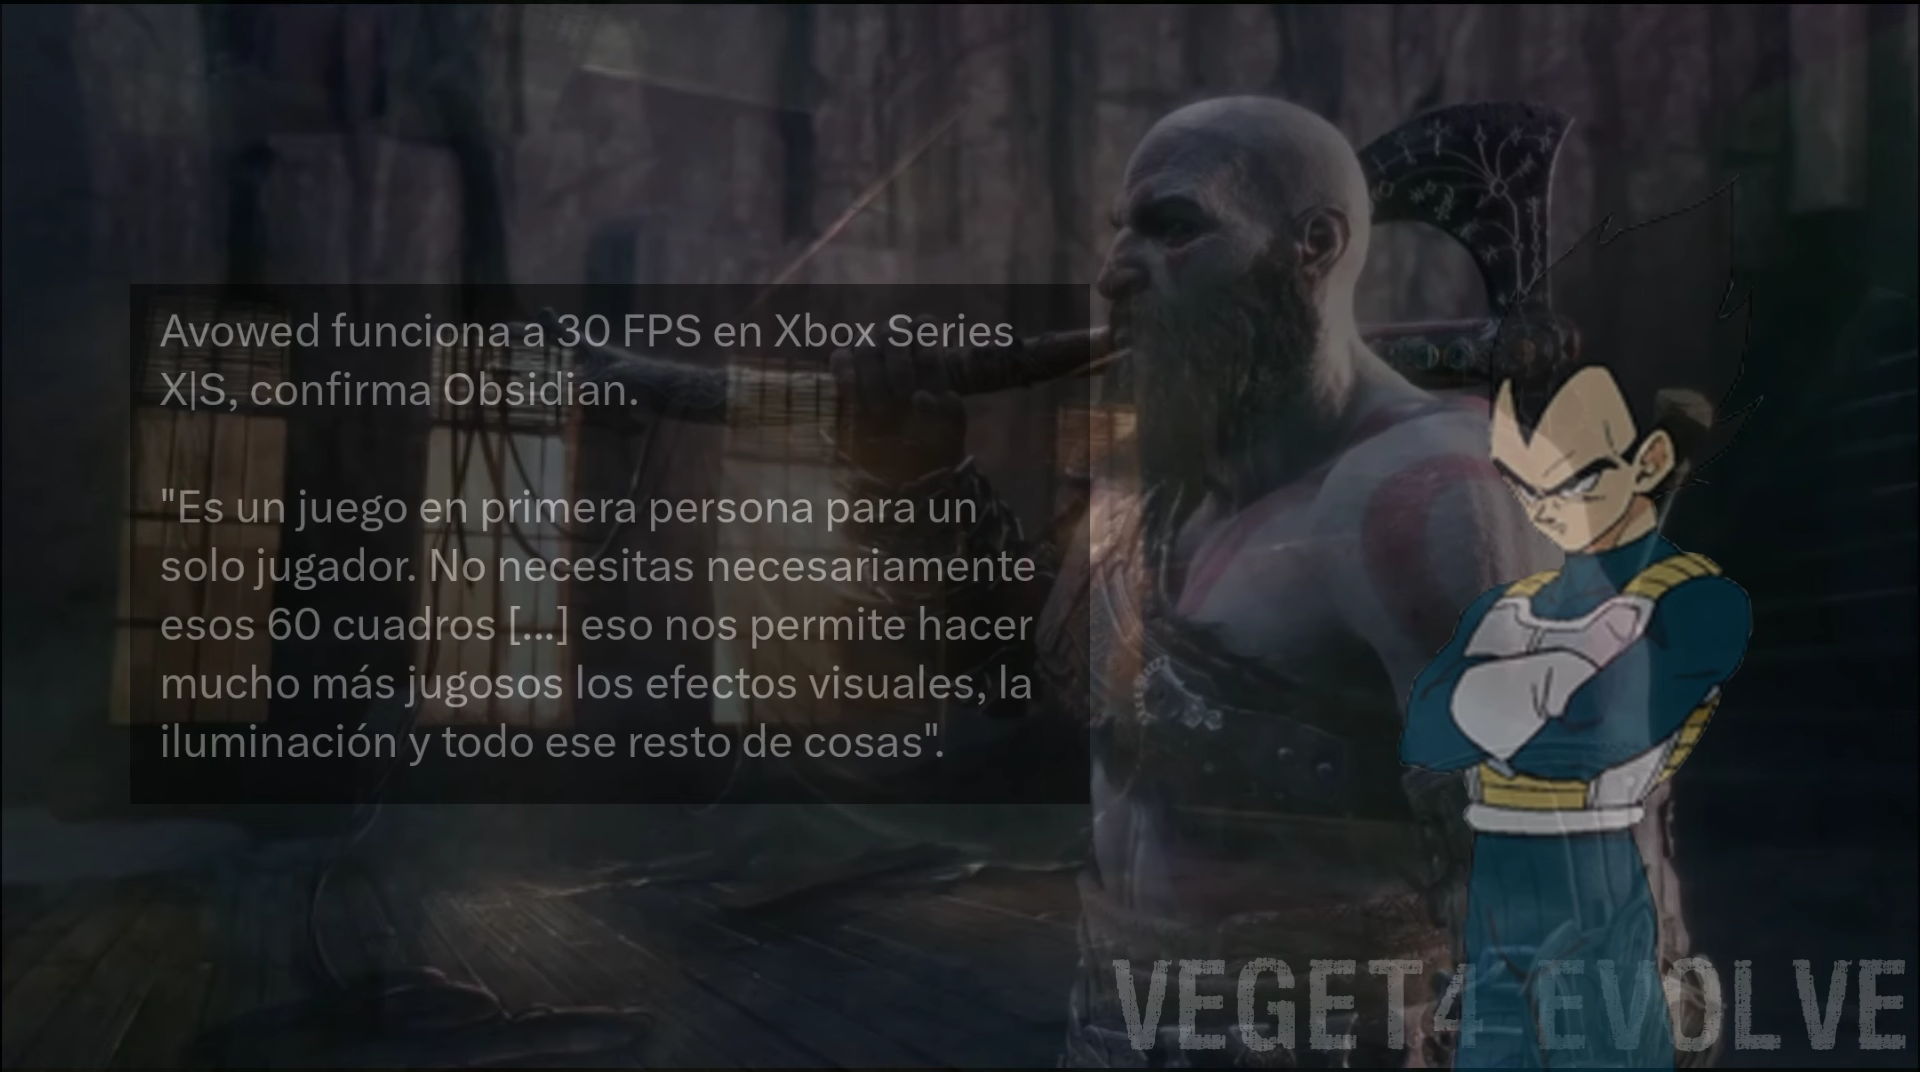 Avowed funciona a 30 FPS en Xbox Series
X|S, confirma Obsidian.
"Es un juego en primera persona para un
solo jugador. No necesitas necesariamente
esos 60 cuadros [...] eso nos permite hacer
mucho más jugosos los efectos visuales, la
iluminación y todo ese resto de cosas".
VEGET4 EVOLVE